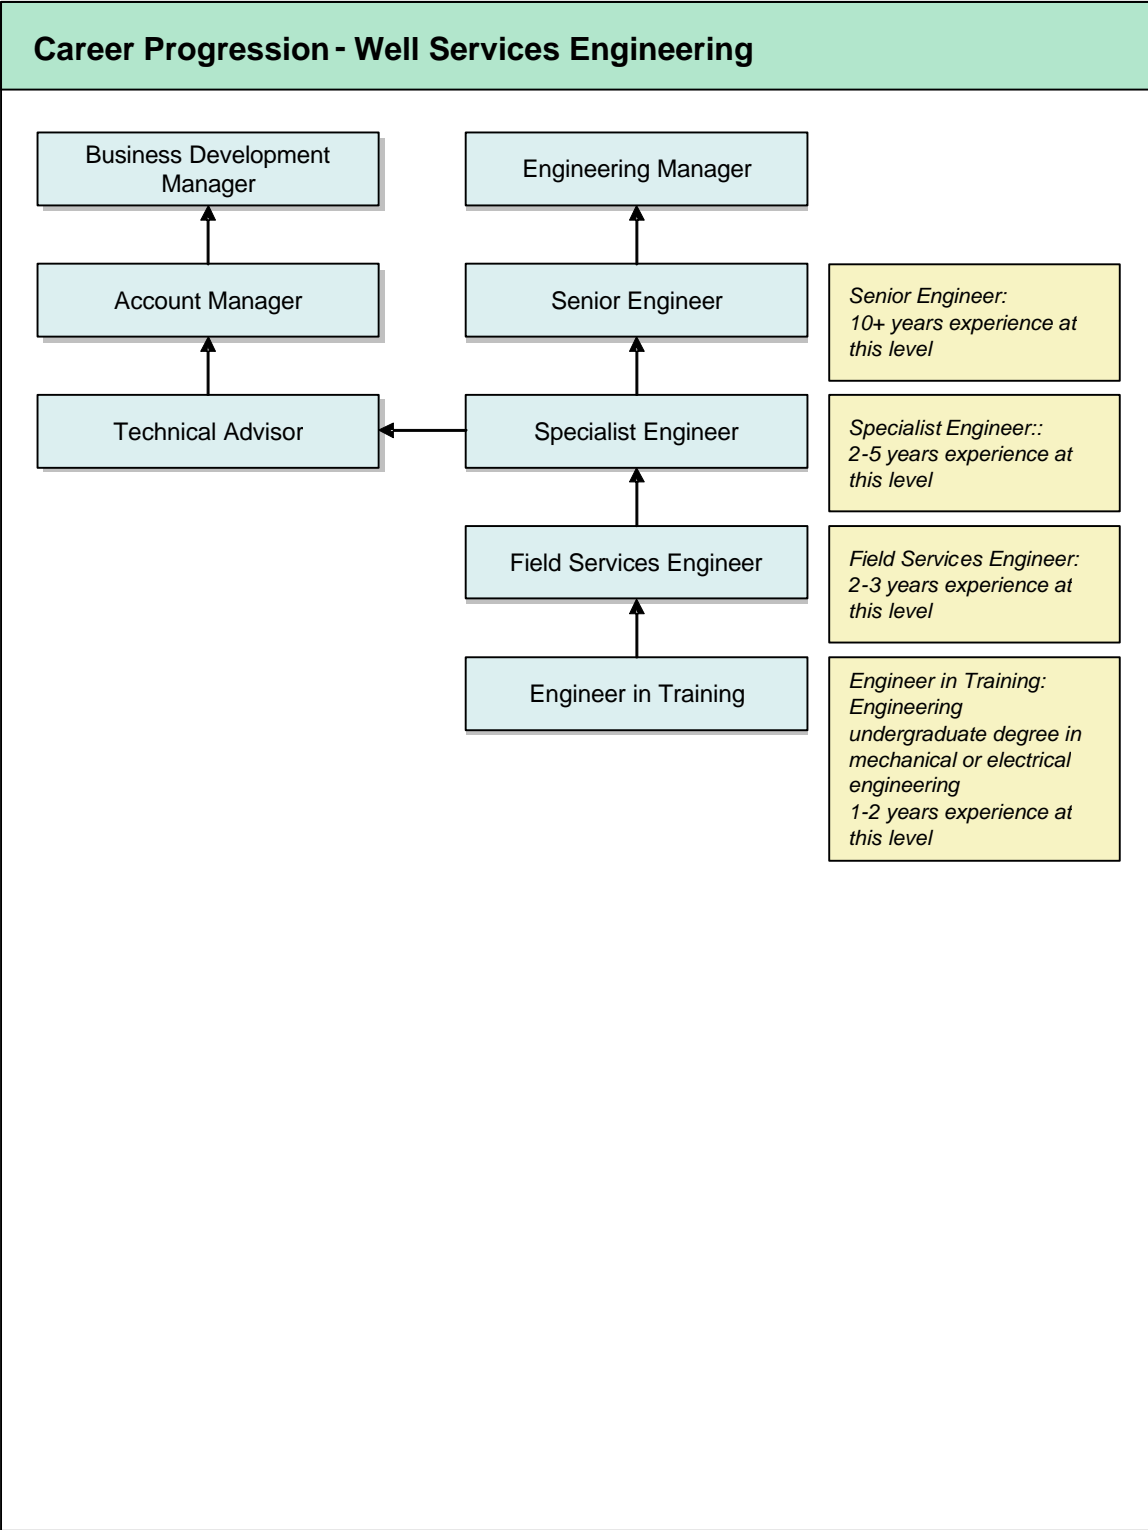 Career Progression - Well Services Engineering
Business Development
Manager
Engineering Manager
Account Manager
Senior Engineer
Senior Engineer:
10+ years experience at
this level
Technical Advisor
Specialist Engineer
Specialist Engineer::
2-5 years experience at
this level
Field Services Engineer
Field Services Engineer:
2-3 years experience at
this level
Engineer in Training
Engineer in Training:
Engineering
undergraduate degree in
mechanical or electrical
engineering
1-2 years experience at
this level